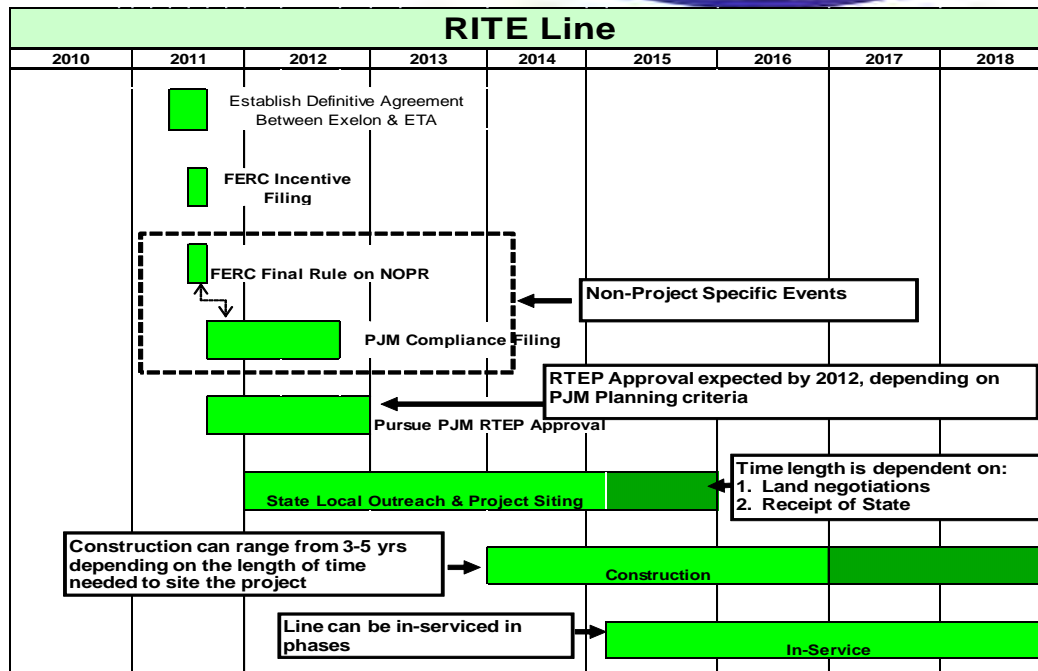 RITE Line
2010 2011 2012 2013 2014 2015 2016 2017 2018
Establish Definitive Agreement
Between Exelon & ETA
FERC Incentive
Filing
FERC Final Rule on NOPR
Non-Project Specific Events
PJM Compliance Filing
RTEP Approval expected by 2012, depending on
PJM Planning criteria
Pursue PJM RTEP Approval
Time length is dependent on:
1. Land negotiations
2. Receipt of State
State Local Outreach & Project Siting
Construction can range from 3-5 yrs
depending on the length of time
needed to site the project
Construction
Line can be in-serviced in
phases
In-Service